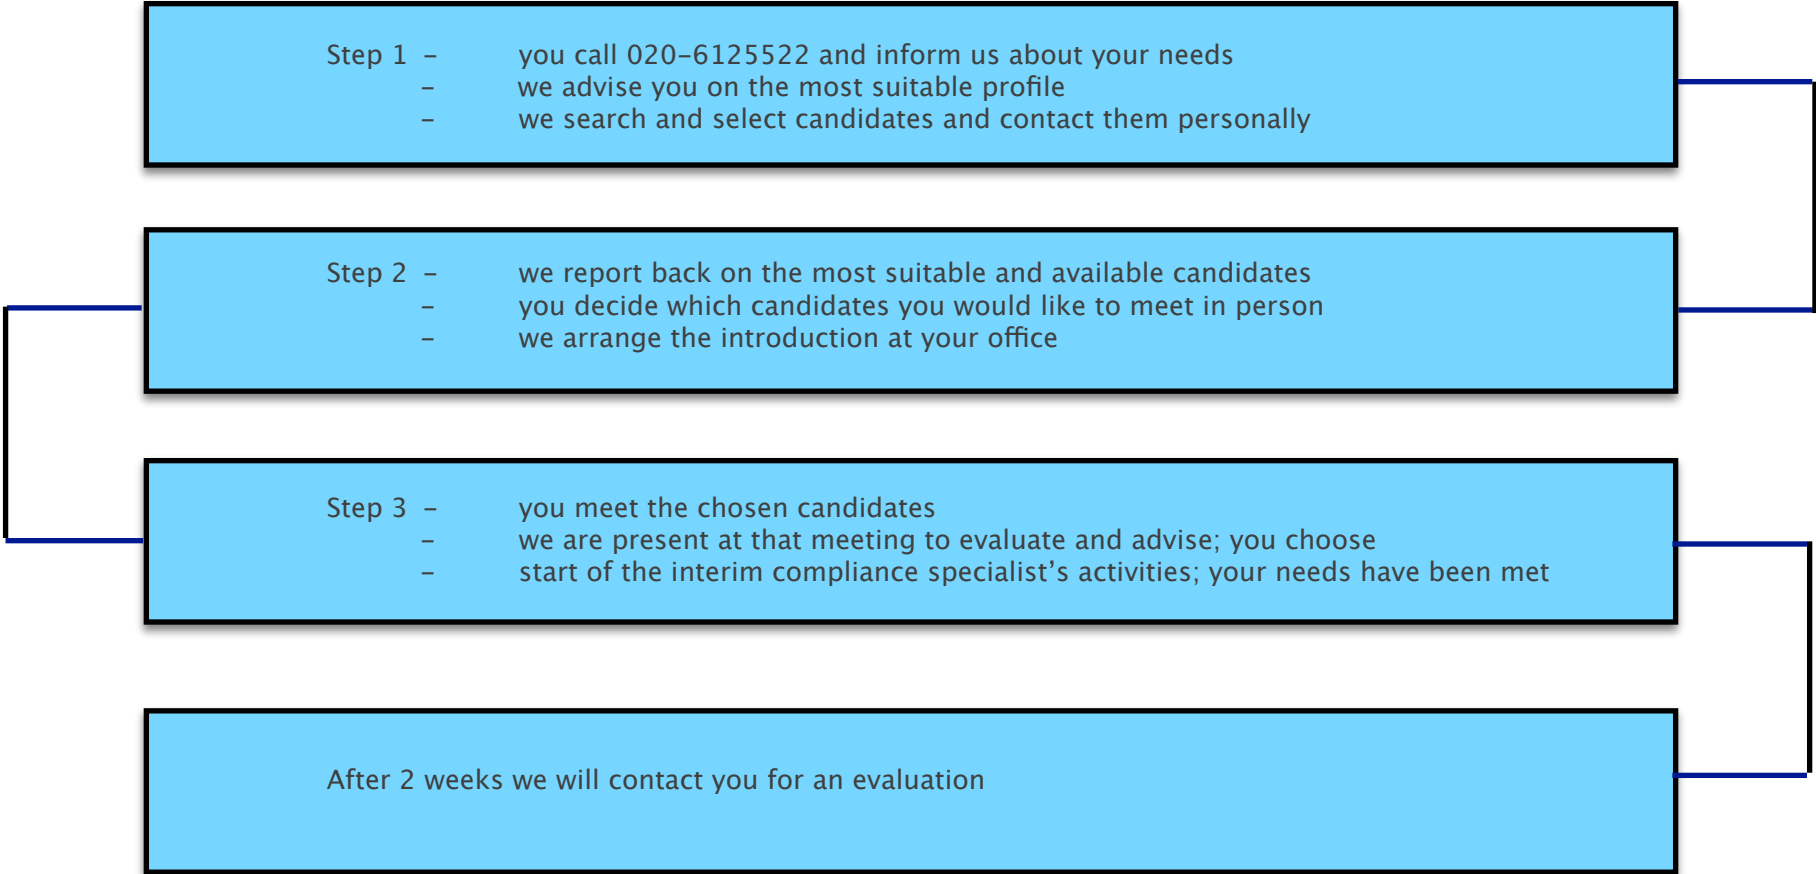 Step 1 – you call 020–6125522 and inform us about your needs
– we advise you on the most suitable profile
– we search and select candidates and contact them personally
Step 2 – we report back on the most suitable and available candidates
– you decide which candidates you would like to meet in person
– we arrange the introduction at your office
Step 3 – you meet the chosen candidates
– we are present at that meeting to evaluate and advise; you choose
– start of the interim compliance specialist’s activities; your needs have been met
After 2 weeks we will contact you for an evaluation